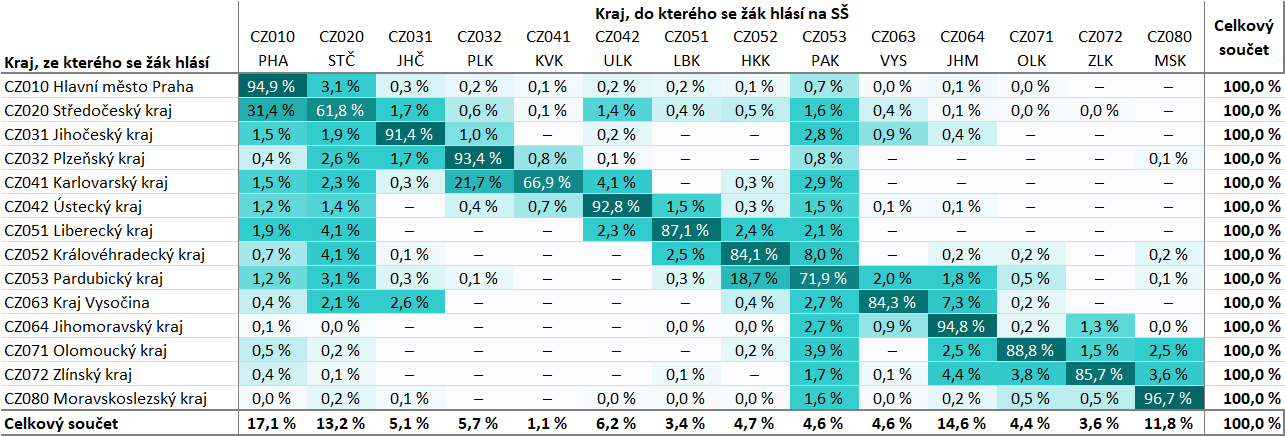 Kraj, do kterého se žák hlásí na SŠ
Kraj, ze kterého se žák hlásí CZ010 PHA CZ020 STČ CZ031 JHČ CZ032 PLK CZ041 KVK CZ042 ULK CZ051 LBK CZ052 HKK CZ053 PAK CZ063 VYS CZ064 JHM CZ071 OLK CZ072 ZLK CZ080 MSK Celkový součet
CZ010 Hlavní město Praha 94,9 % 3,1 % 0,3 % 0,2 % 0,1 % 0,2 % 0,2 % 0,1 % 0,7 % 0,0 % 0,1 % 0,0 % – – 100,0 %
CZ020 Středočeský kraj 31,4 % 61,8 % 1,7 % 0,6 % 0,1 % 1,4 % 0,4 % 0,5 % 1,6 % 0,4 % 0,1 % 0,0 % 0,0 % – 100,0 %
CZ031 Jihočeský kraj 1,5 % 1,9 % 91,4 % 1,0 % – 0,2 % – – 2,8 % 0,9 % 0,4 % – – – 100,0 %
CZ032 Plzeňský kraj 0,4 % 2,6 % 1,7 % 93,4 % 0,8 % 0,1 % – – 0,8 % – – – – 0,1 % 100,0 %
CZ041 Karlovarský kraj 1,5 % 2,3 % 0,3 % 21,7 % 66,9 % 4,1 % – 0,3 % 2,9 % – – – – – 100,0 %
CZ042 Ústecký kraj 1,2 % 1,4 % – 0,4 % 0,7 % 92,8 % 1,5 % 0,3 % 1,5 % 0,1 % 0,1 % – – – 100,0 %
CZ051 Liberecký kraj 1,9 % 4,1 % – – – 2,3 % 87,1 % 2,4 % 2,1 % – – – – – 100,0 %
CZ052 Královéhradecký kraj 0,7 % 4,1 % 0,1 % – – – 2,5 % 84,1 % 8,0 % – 0,2 % 0,2 % – 0,2 % 100,0 %
CZ053 Pardubický kraj 1,2 % 3,1 % 0,3 % 0,1 % – – 0,3 % 18,7 % 71,9 % 2,0 % 1,8 % 0,5 % – 0,1 % 100,0 %
CZ063 Kraj Vysočina 0,4 % 2,1 % 2,6 % – – – – 0,4 % 2,7 % 84,3 % 7,3 % 0,2 % – – 100,0 %
CZ064 Jihomoravský kraj 0,1 % 0,0 % – – – – 0,0 % 0,0 % 2,7 % 0,9 % 94,8 % 0,2 % 1,3 % 0,0 % 100,0 %
CZ071 Olomoucký kraj 0,5 % 0,2 % – – – – – 0,2 % 3,9 % – 2,5 % 88,8 % 1,5 % 2,5 % 100,0 %
CZ072 Zlínský kraj 0,4 % 0,1 % – – – – 0,1 % – 1,7 % 0,1 % 4,4 % 3,8 % 85,7 % 3,6 % 100,0 %
CZ080 Moravskoslezský kraj 0,0 % 0,2 % 0,1 % – – 0,0 % 0,0 % 0,0 % 1,6 % – 0,2 % 0,5 % 0,5 % 96,7 % 100,0 %
Celkový součet 17,1 % 13,2 % 5,1 % 5,7 % 1,1 % 6,2 % 3,4 % 4,7 % 4,6 % 4,6 % 14,6 % 4,4 % 3,6 % 11,8 % 100,0 %